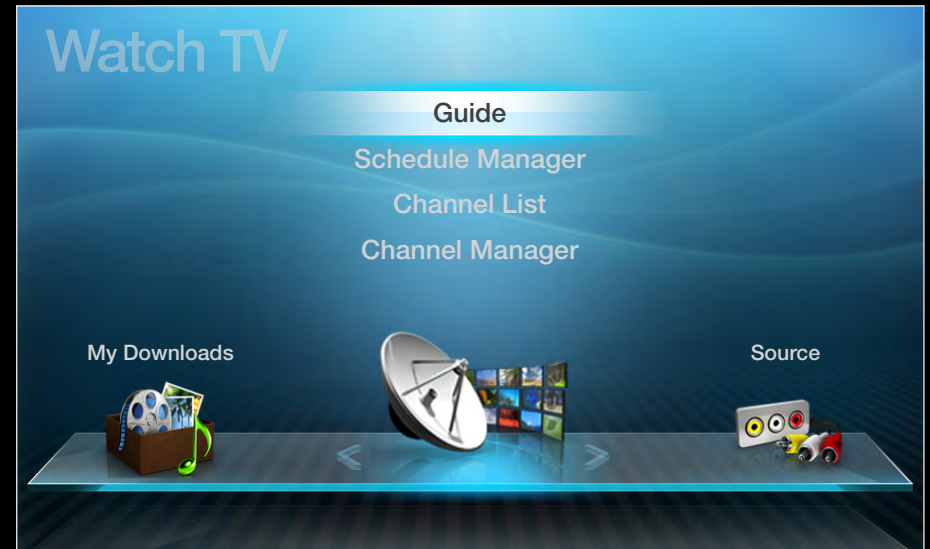 Watch TV
Guide
Schedule Manager
Channel List
Channel Manager
My Downloads
Source